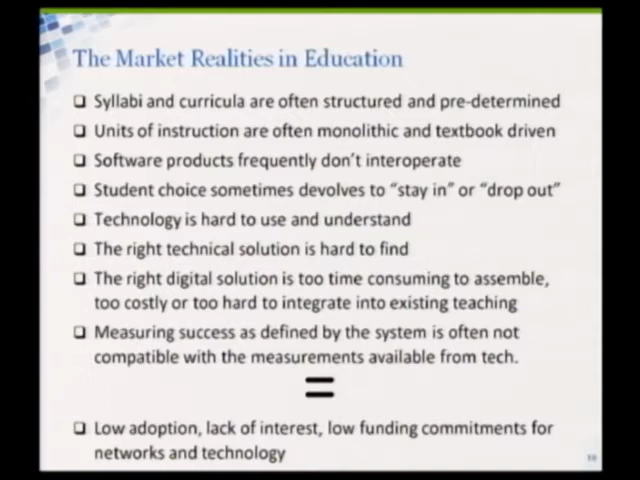 The Market Realities in Education
❑ Syllabi and curricula are often structured and pre-determined
❑ Units of instruction are often monolithic and textbook driven
❑ Software products frequently don't interoperate
❑ Student choice sometimes devolves to "stay in" or "drop out"
❑ Technology is hard to use and understand
❑ The right technical solution is hard to find
❑ The right digital solution is too time consuming to assemble,
too costly or too hard to integrate into existing teaching
❑ Measuring success as defined by the system is often not
compatible with the measurements available from tech.
=
❑ Low adoption, lack of interest, low funding commitments for
networks and technology